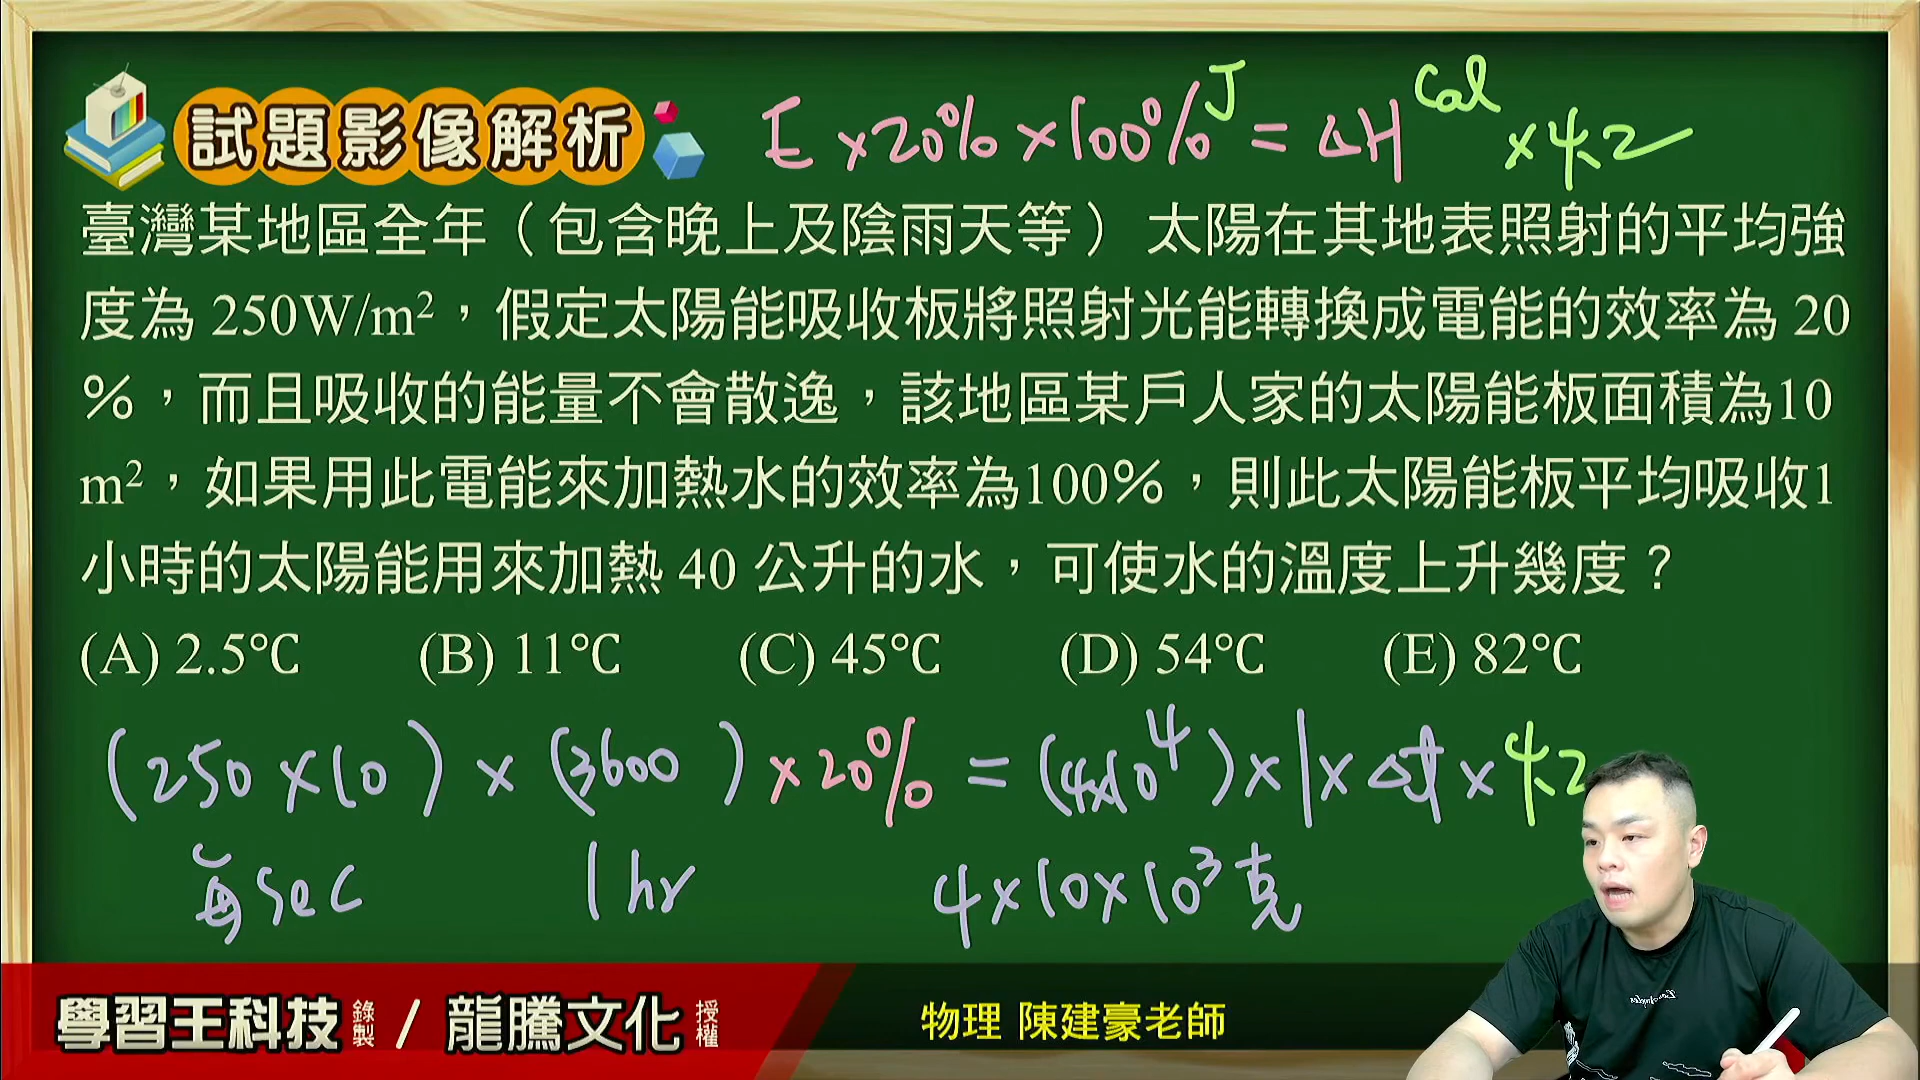 試題影像解析
E×20%×100% J = ΔH Cal ×4.2
臺灣某地區全年（包含晚上及陰雨天等）太陽在其地表照射的平均強
度為 250W/m²，假定太陽能吸收板將照射光能轉換成電能的效率為 20
％，而且吸收的能量不會散逸，該地區某戶人家的太陽能板面積為10
m²，如果用此電能來加熱水的效率為100％，則此太陽能板平均吸收1
小時的太陽能用來加熱 40 公升的水，可使水的溫度上升幾度？
(A) 2.5℃ (B) 11℃ (C) 45℃ (D) 54℃ (E) 82℃
(250×10)×(3600)×20%=(4×10⁴)×1×Δt×4.2
每sec 1hr 4×10×10³克
學習王科技 錄製 / 龍騰文化 授權
物理 陳建豪老師